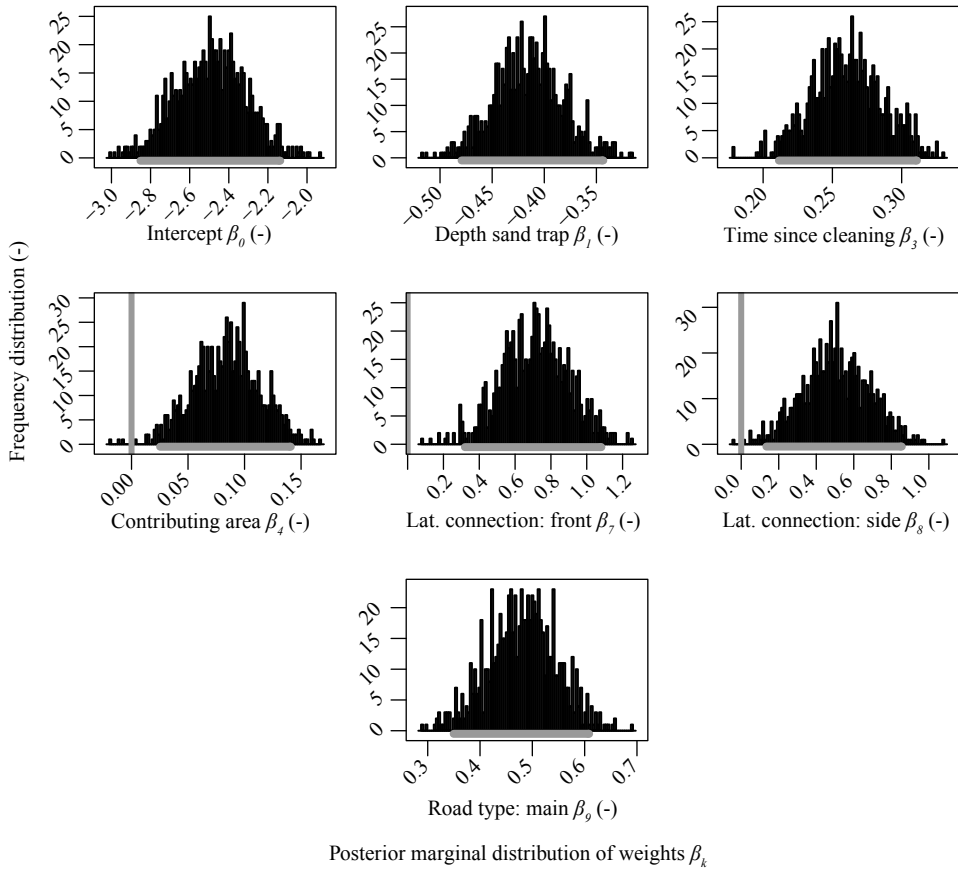 0 5 10 15 20 25
−3.0 −2.8 −2.6 −2.4 −2.2 −2.0
Intercept β0 (-)
0 5 10 15 20 25
−0.50 −0.45 −0.40 −0.35
Depth sand trap β1 (-)
0 5 10 15 20 25
0.20 0.25 0.30
Time since cleaning β3 (-)
Frequency distribution (-)
0 5 10 15 20 25 30
0.00 0.05 0.10 0.15
Contributing area β4 (-)
0 5 10 15 20 25
0.2 0.4 0.6 0.8 1.0 1.2
Lat. connection: front β7 (-)
0 10 20 30
0.0 0.2 0.4 0.6 0.8 1.0
Lat. connection: side β8 (-)
0 5 10 15 20
0.3 0.4 0.5 0.6 0.7
Road type: main β9 (-)
Posterior marginal distribution of weights βk